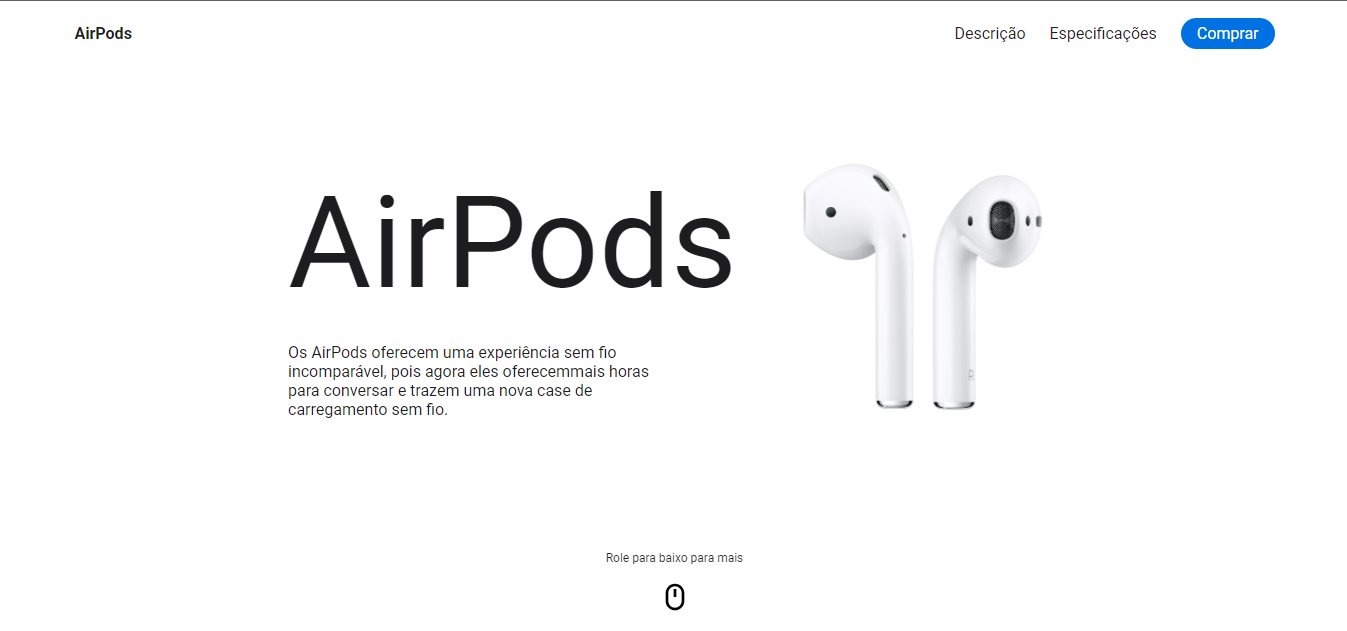 AirPods
Descrição
Especificações
Comprar
AirPods
Os AirPods oferecem uma experiência sem fio
incomparável, pois agora eles oferecemmais horas
para conversar e trazem uma nova case de
carregamento sem fio.
R
Role para baixo para mais